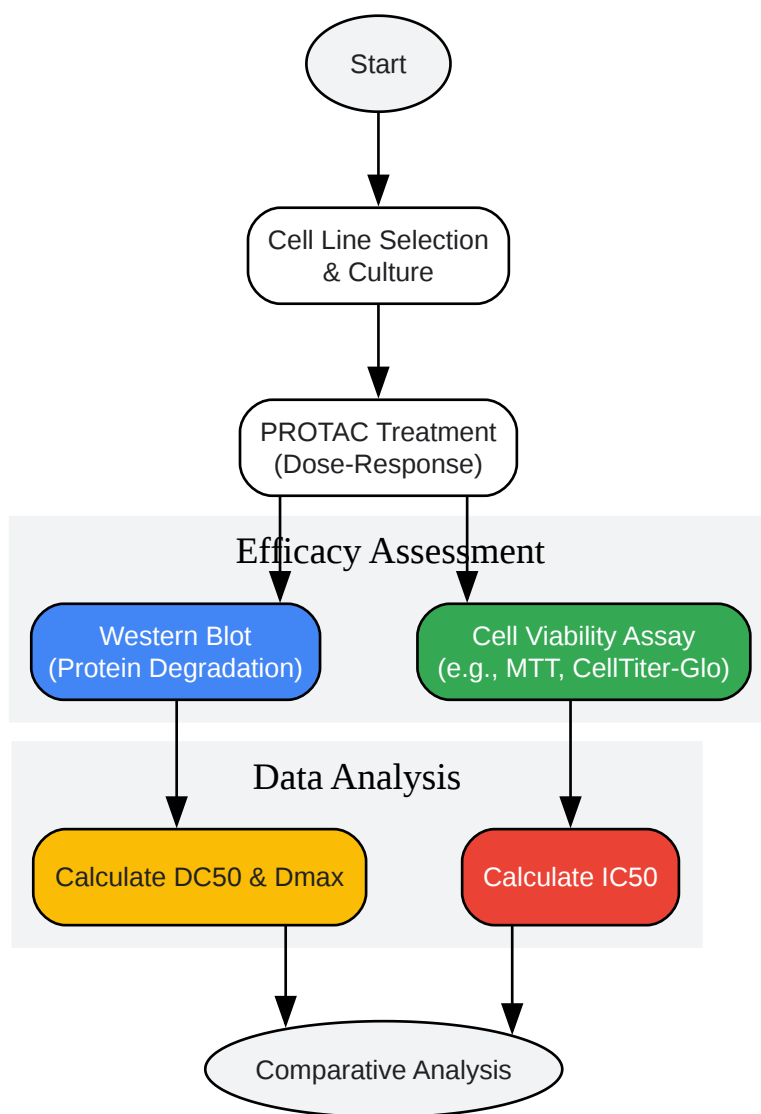 Start
Cell Line Selection
& Culture
PROTAC Treatment
(Dose-Response)
Efficacy Assessment
Western Blot
(Protein Degradation)
Cell Viability Assay
(e.g., MTT, CellTiter-Glo)
Data Analysis
Calculate DC50 & Dmax
Calculate IC50
Comparative Analysis